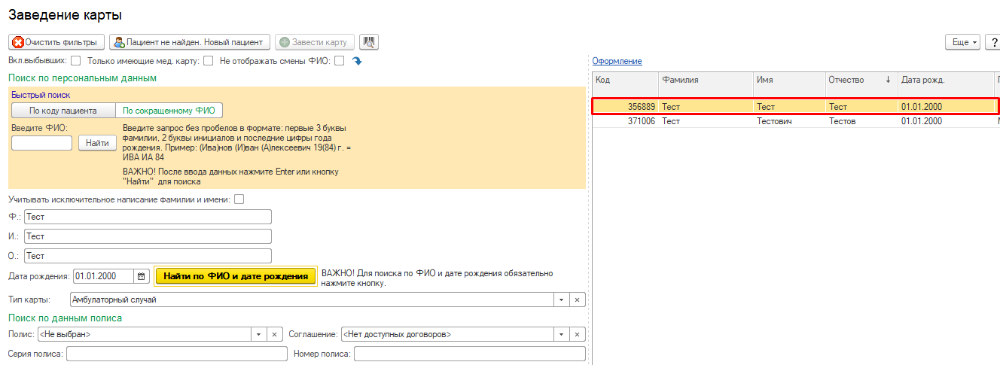 Заведение карты
Очистить фильтры Пациент не найден. Новый пациент Завести карту Еще ?
Вкл.выбывших: Только имеющие мед. карту: Не отображать смены ФИО:
Поиск по персональным данным
Быстрый поиск
По коду пациента По сокращенному ФИО
Введите ФИО:
Найти
Введите запрос без пробелов в формате: первые 3 буквы
фамилии, 2 буквы инициалов и последние цифры года
рождения. Пример: (Ива)нов (И)ван (А)лексеевич 19(84) г. =
ИВА ИА 84
ВАЖНО! После ввода данных нажмите Enter или кнопку
"Найти" для поиска
Учитывать исключительное написание фамилии и имени:
Ф.: Тест
И.: Тест
О.: Тест
Дата рождения: 01.01.2000 Найти по ФИО и дате рождения
ВАЖНО! Для поиска по ФИО и дате рождения обязательно
нажмите кнопку.
Тип карты: Амбулаторный случай
Поиск по данным полиса
Полис: <Не выбран> Соглашение: <Нет доступных договоров>
Серия полиса: Номер полиса:
Оформление
Код Фамилия Имя Отчество ↓ Дата рожд.
356889 Тест Тест Тест 01.01.2000
371006 Тест Тестович Тестов 01.01.2000